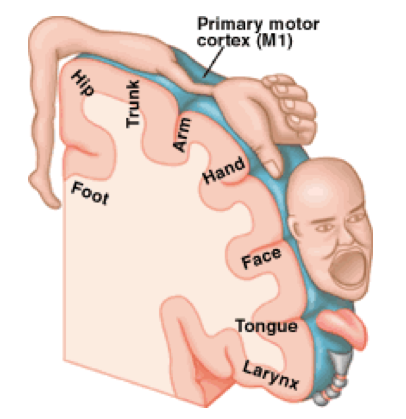 Primary motor
cortex (M1)
Hip
Trunk
Arm
Hand
Foot
Face
Tongue
Larynx